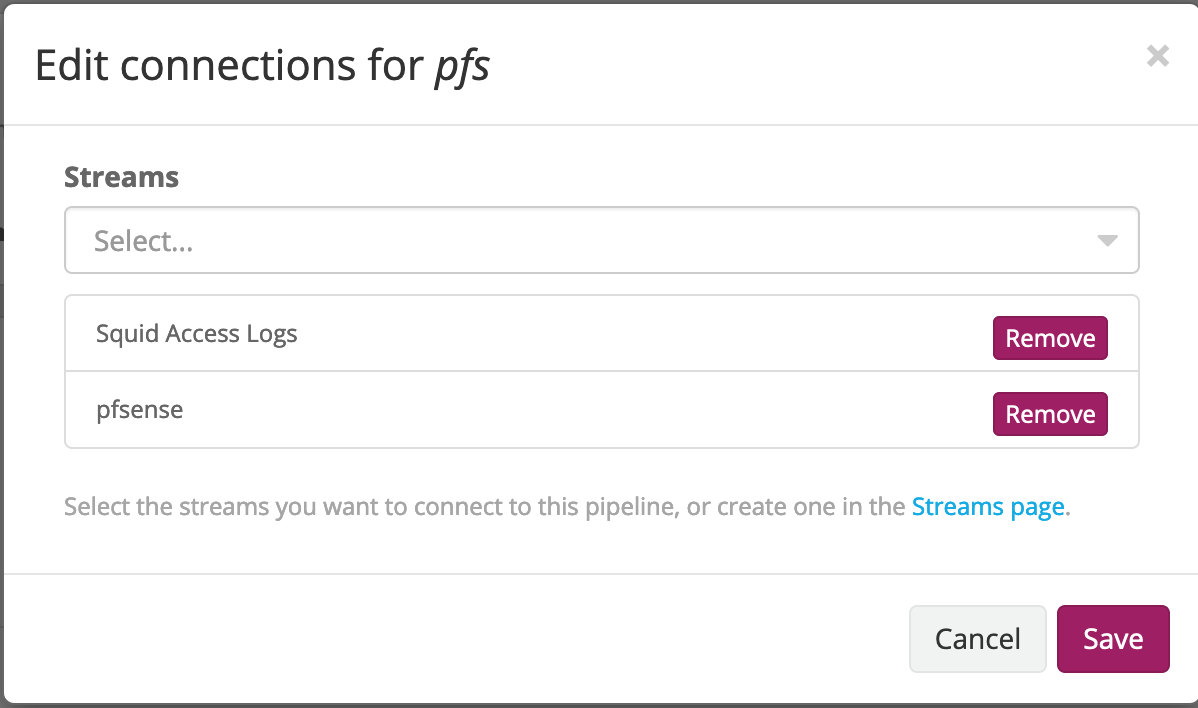 Edit connections for pfs
×
Streams
Select...
Squid Access Logs
Remove
pfsense
Remove
Select the streams you want to connect to this pipeline, or create one in the Streams page.
Cancel
Save